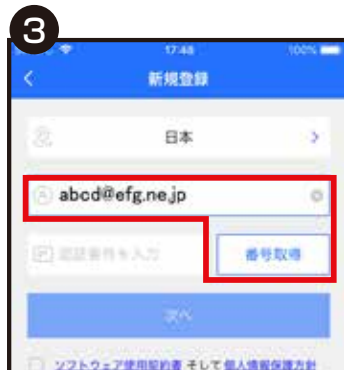 3
17:48 100%
新規登録
日本
abcd@efg.ne.jp
認証番号を入力 番号取得
次へ
ソフトウェア使用契約書 そして 個人情報保護方針